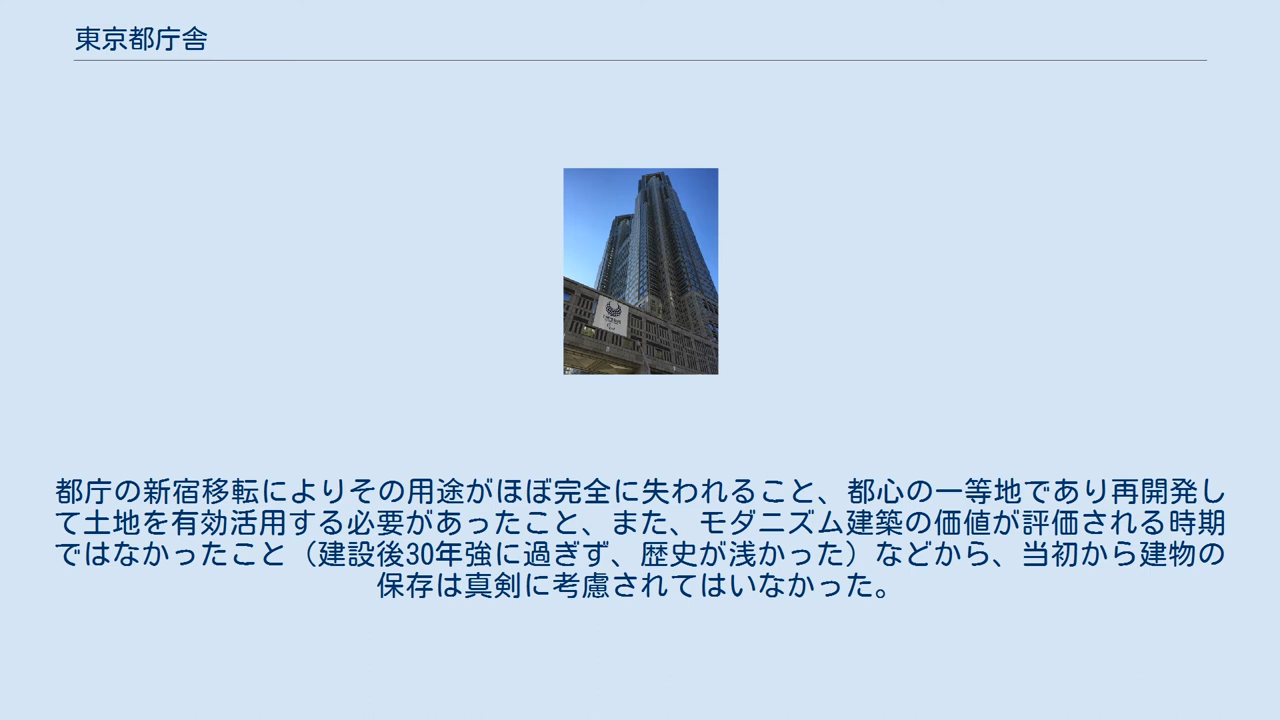 東京都庁舎
都庁の新宿移転によりその用途がほぼ完全に失われること、都心の一等地であり再開発し
て土地を有効活用する必要があったこと、また、モダニズム建築の価値が評価される時期
ではなかったこと（建設後30年強に過ぎず、歴史が浅かった）などから、当初から建物の
保存は真剣に考慮されてはいなかった。